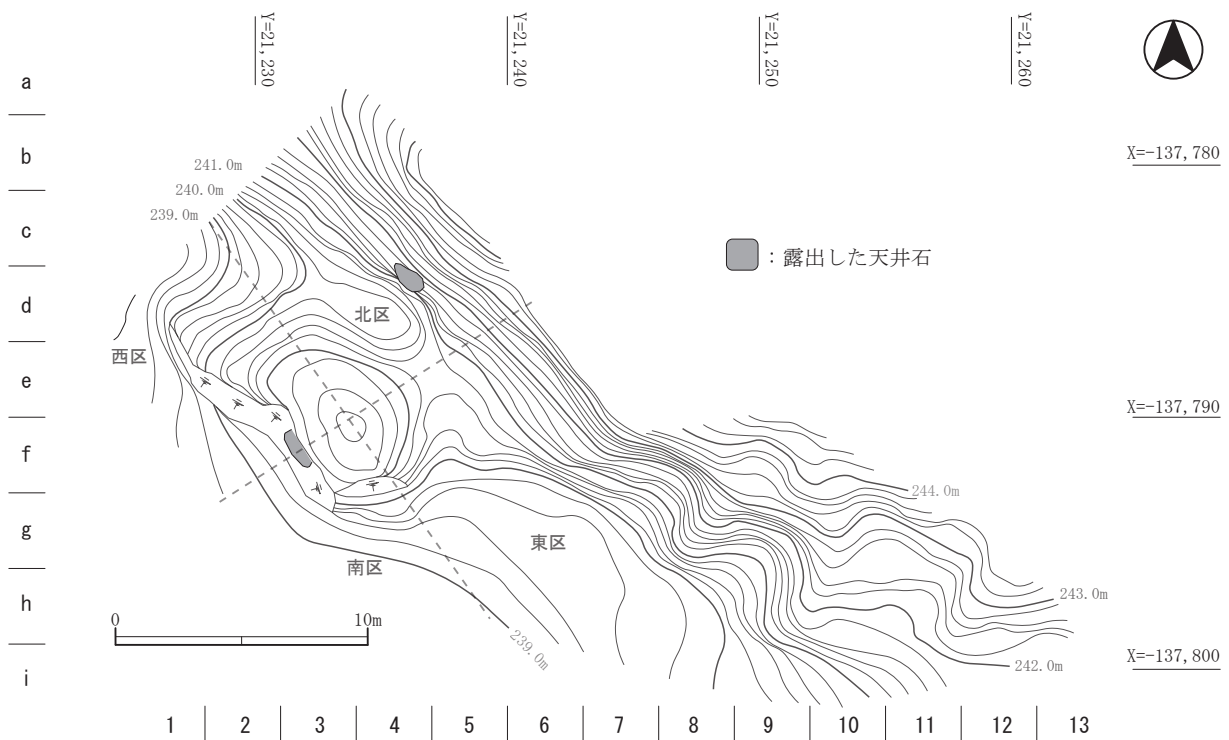 Y=21,230
Y=21,240
Y=21,250
Y=21,260
a
b
c
d
e
f
g
h
i
X=-137,780
X=-137,790
X=-137,800
241.0m
240.0m
239.0m
:露出した天井石
北区
西区
東区
南区
244.0m
243.0m
242.0m
239.0m
0 10m
1 2 3 4 5 6 7 8 9 10 11 12 13